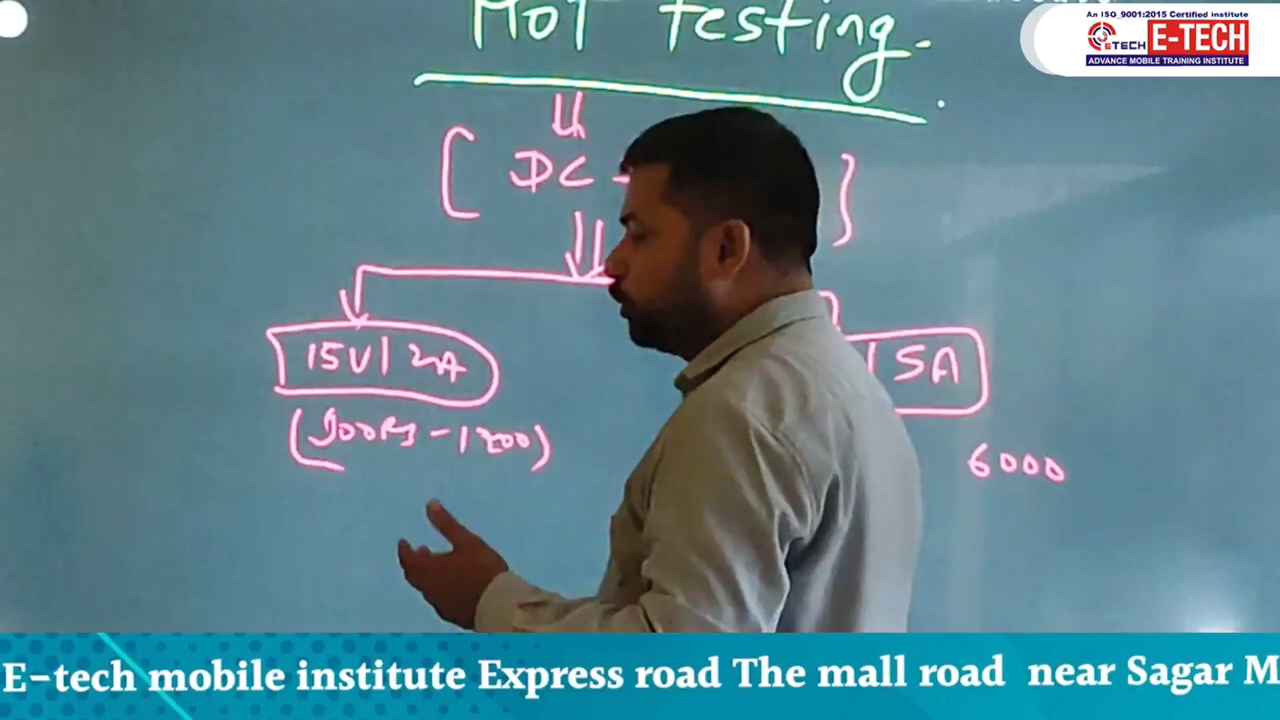 Hot testing.
An ISO 9001:2015 Certified institute
ETECH E-TECH
ADVANCE MOBILE TRAINING INSTITUTE
[ DC - ]
15V | 2A
| 5A
(900Rs - 1200)
6000
E-tech mobile institute Express road The mall road near Sagar M